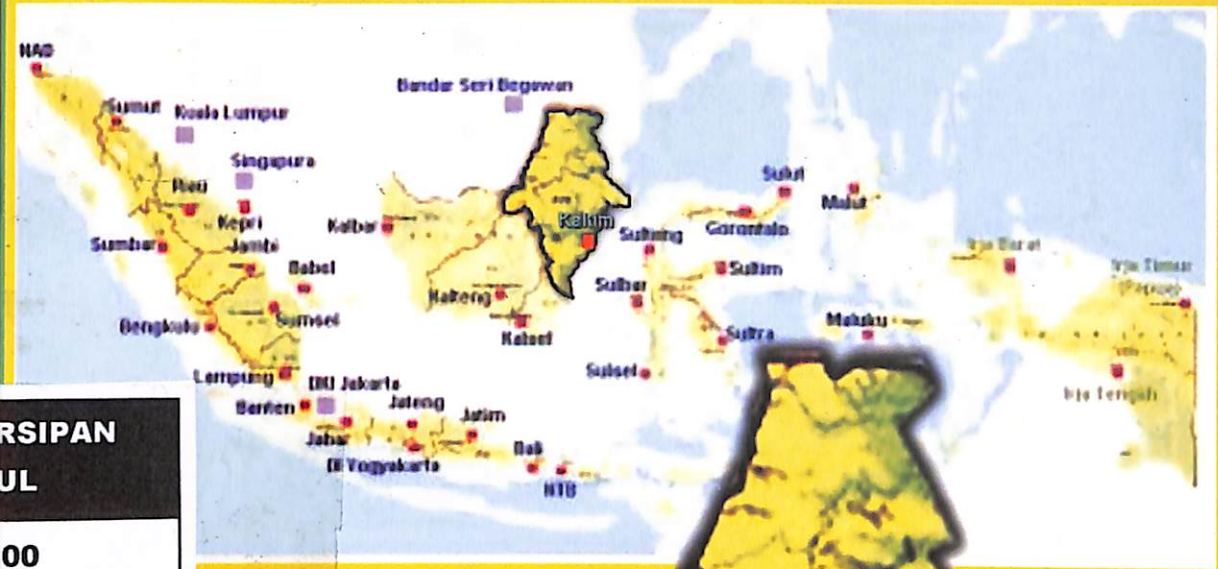 NAD
Bandar Seri Begawan
Sumut
Kuala Lumpur
Singapura
Sulut
Riau
Malut
Kepri
Kalbar
Kaltim
Gorontalo
Sulteng
Sumbar
Jambi
Irja Barat
Babel
Sultim
Irja Timur
(Papua)
Sulbar
Kalteng
Bengkulu
Sumsel
Maluku
Sultra
Kalsel
Lampung
Sulsel
DKI Jakarta
Irja Tengah
Banten
Jateng
Jatim
Jabar
Bali
DI Yogyakarta
NTB
RSIPAN
UL
00